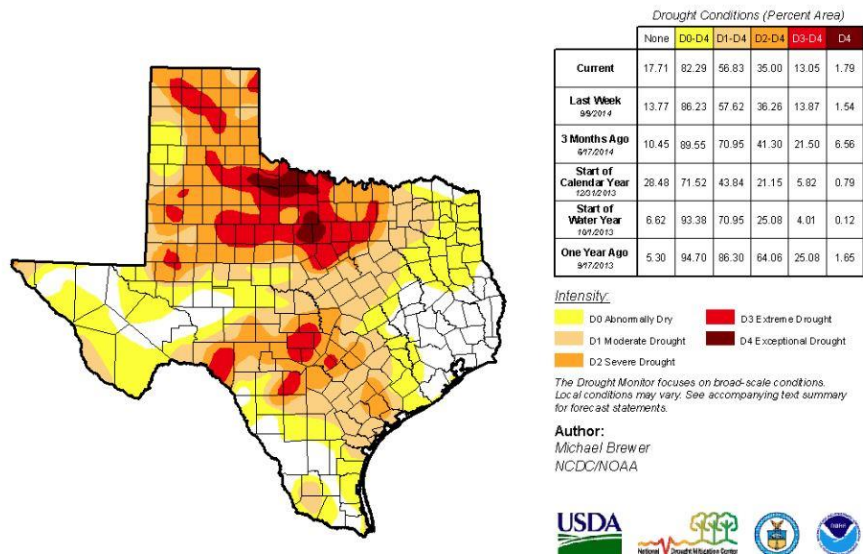 Drought Conditions (Percent Area)
None D0-D4 D1-D4 D2-D4 D3-D4 D4
Current 17.71 82.29 56.83 35.00 13.05 1.79
Last Week
9/9/2014 13.77 86.23 57.62 36.26 13.87 1.54
3 Months Ago
6/17/2014 10.45 89.55 70.95 41.30 21.50 6.56
Start of
Calendar Year
12/31/2013 28.48 71.52 43.84 21.15 5.82 0.79
Start of
Water Year
10/1/2013 6.62 93.38 70.95 25.08 4.01 0.12
One Year Ago
9/17/2013 5.30 94.70 86.30 64.06 25.08 1.65
Intensity:
D0 Abnormally Dry D3 Extreme Drought
D1 Moderate Drought D4 Exceptional Drought
D2 Severe Drought
The Drought Monitor focuses on broad-scale conditions.
Local conditions may vary. See accompanying text summary
for forecast statements.
Author:
Michael Brewer
NCDC/NOAA
USDA
National Drought Mitigation Center